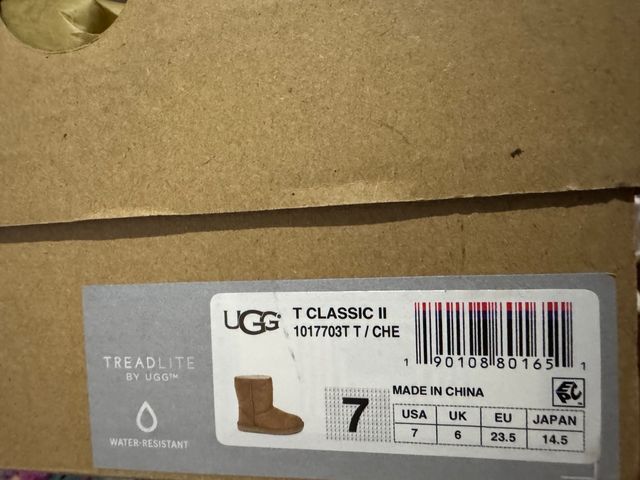 UGG®
T CLASSIC II
1017703T T / CHE
1 90108 80165 1
TREADLITE
BY UGG™
WATER-RESISTANT
7
MADE IN CHINA
USA UK EU JAPAN
7 6 23.5 14.5